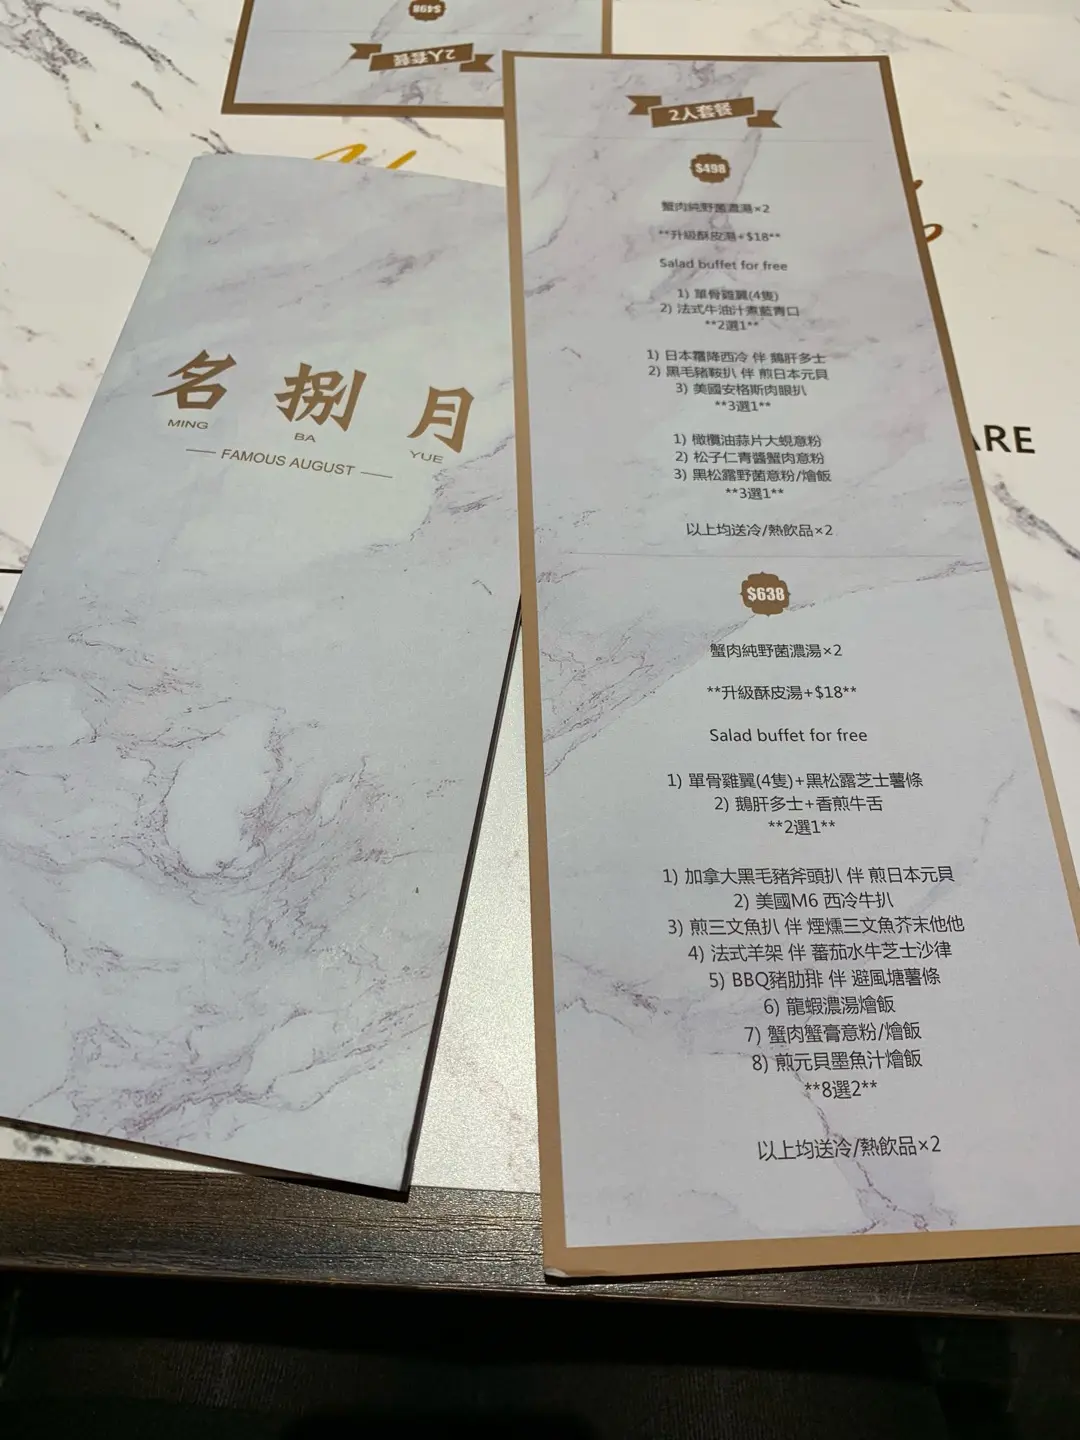 $498
2人套餐
名捌月
MING BA YUE
FAMOUS AUGUST
2人套餐
$498
蟹肉純野菌濃湯×2
**升級酥皮湯+$18**
Salad buffet for free
1) 單骨雞翼(4隻)
2) 法式牛油汁煮藍青口
**2選1**
1) 日本霜降西冷 伴 鵝肝多士
2) 黑毛豬鞍扒 伴 煎日本元貝
3) 美國安格斯肉眼扒
**3選1**
1) 橄欖油蒜片大蜆意粉
2) 松子仁青醬蟹肉意粉
3) 黑松露野菌意粉/燴飯
**3選1**
以上均送冷/熱飲品×2
$638
蟹肉純野菌濃湯×2
**升級酥皮湯+$18**
Salad buffet for free
1) 單骨雞翼(4隻)+黑松露芝士薯條
2) 鵝肝多士+香煎牛舌
**2選1**
1) 加拿大黑毛豬斧頭扒 伴 煎日本元貝
2) 美國M6 西冷牛扒
3) 煎三文魚扒 伴 煙燻三文魚芥末他他
4) 法式羊架 伴 蕃茄水牛芝士沙律
5) BBQ豬肋排 伴 避風塘薯條
6) 龍蝦濃湯燴飯
7) 蟹肉蟹膏意粉/燴飯
8) 煎元貝墨魚汁燴飯
**8選2**
以上均送冷/熱飲品×2
ARE